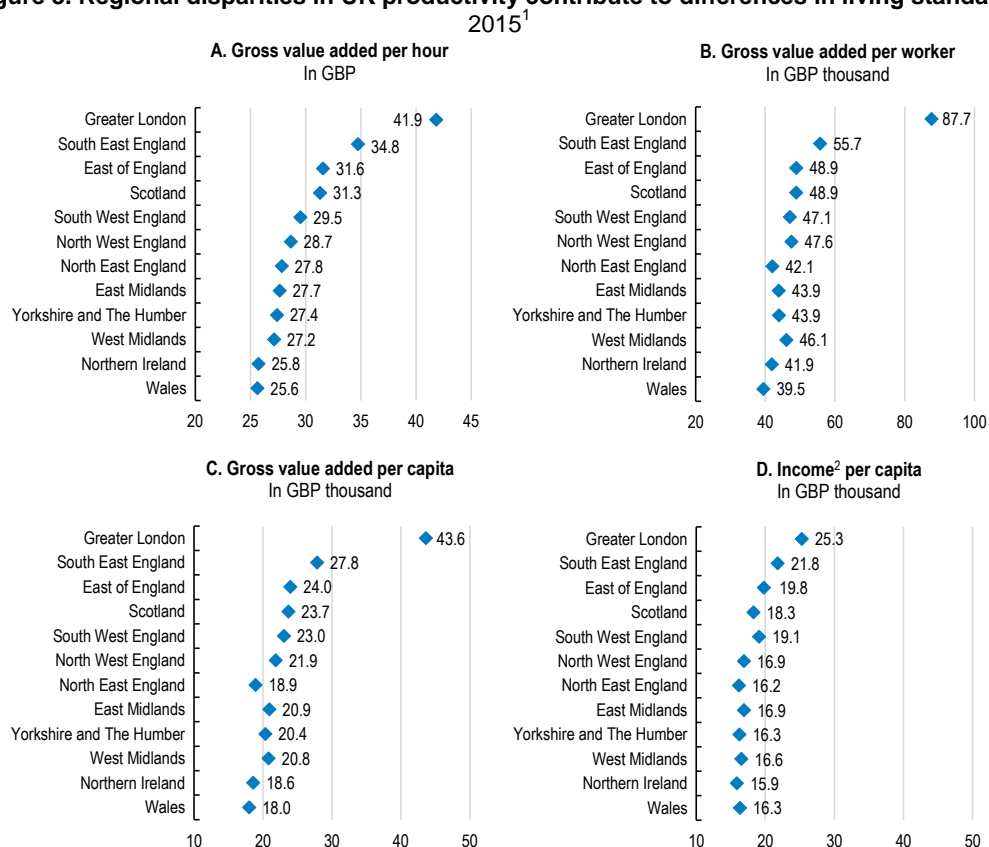 Regional disparities in UK productivity contribute to differences in living standa
2015¹
A. Gross value added per hour
In GBP
Greater London 41.9
South East England 34.8
East of England 31.6
Scotland 31.3
South West England 29.5
North West England 28.7
North East England 27.8
East Midlands 27.7
Yorkshire and The Humber 27.4
West Midlands 27.2
Northern Ireland 25.8
Wales 25.6
20 25 30 35 40 45
B. Gross value added per worker
In GBP thousand
Greater London 87.7
South East England 55.7
East of England 48.9
Scotland 48.9
South West England 47.1
North West England 47.6
North East England 42.1
East Midlands 43.9
Yorkshire and The Humber 43.9
West Midlands 46.1
Northern Ireland 41.9
Wales 39.5
20 40 60 80 100
C. Gross value added per capita
In GBP thousand
Greater London 43.6
South East England 27.8
East of England 24.0
Scotland 23.7
South West England 23.0
North West England 21.9
North East England 18.9
East Midlands 20.9
Yorkshire and The Humber 20.4
West Midlands 20.8
Northern Ireland 18.6
Wales 18.0
10 20 30 40 50
D. Income² per capita
In GBP thousand
Greater London 25.3
South East England 21.8
East of England 19.8
Scotland 18.3
South West England 19.1
North West England 16.9
North East England 16.2
East Midlands 16.9
Yorkshire and The Humber 16.3
West Midlands 16.6
Northern Ireland 15.9
Wales 16.3
10 20 30 40 50